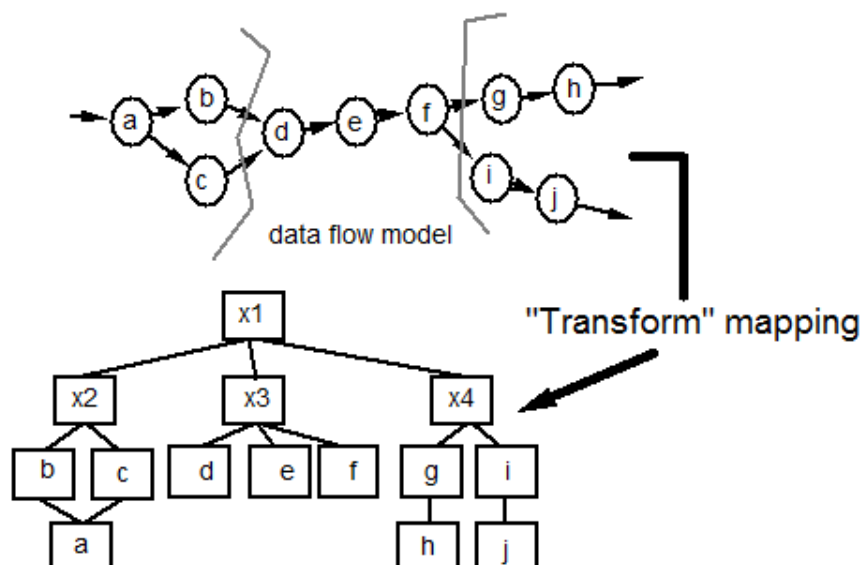 a b c d e f g h i j
data flow model
"Transform" mapping
x1
x2 x3 x4
b c d e f g i
a h j